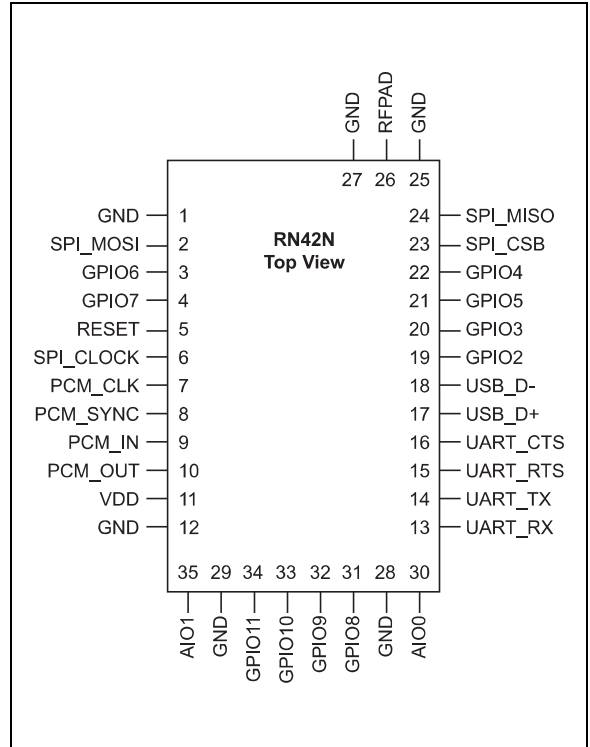 GND RFPAD GND
27 26 25
GND 1 24 SPI_MISO
SPI_MOSI 2 RN42N 23 SPI_CSB
GPIO6 3 Top View 22 GPIO4
GPIO7 4 21 GPIO5
RESET 5 20 GPIO3
SPI_CLOCK 6 19 GPIO2
PCM_CLK 7 18 USB_D-
PCM_SYNC 8 17 USB_D+
PCM_IN 9 16 UART_CTS
PCM_OUT 10 15 UART_RTS
VDD 11 14 UART_TX
GND 12 13 UART_RX
35 29 34 33 32 31 28 30
AIO1 GND GPIO11 GPIO10 GPIO9 GPIO8 GND AIO0